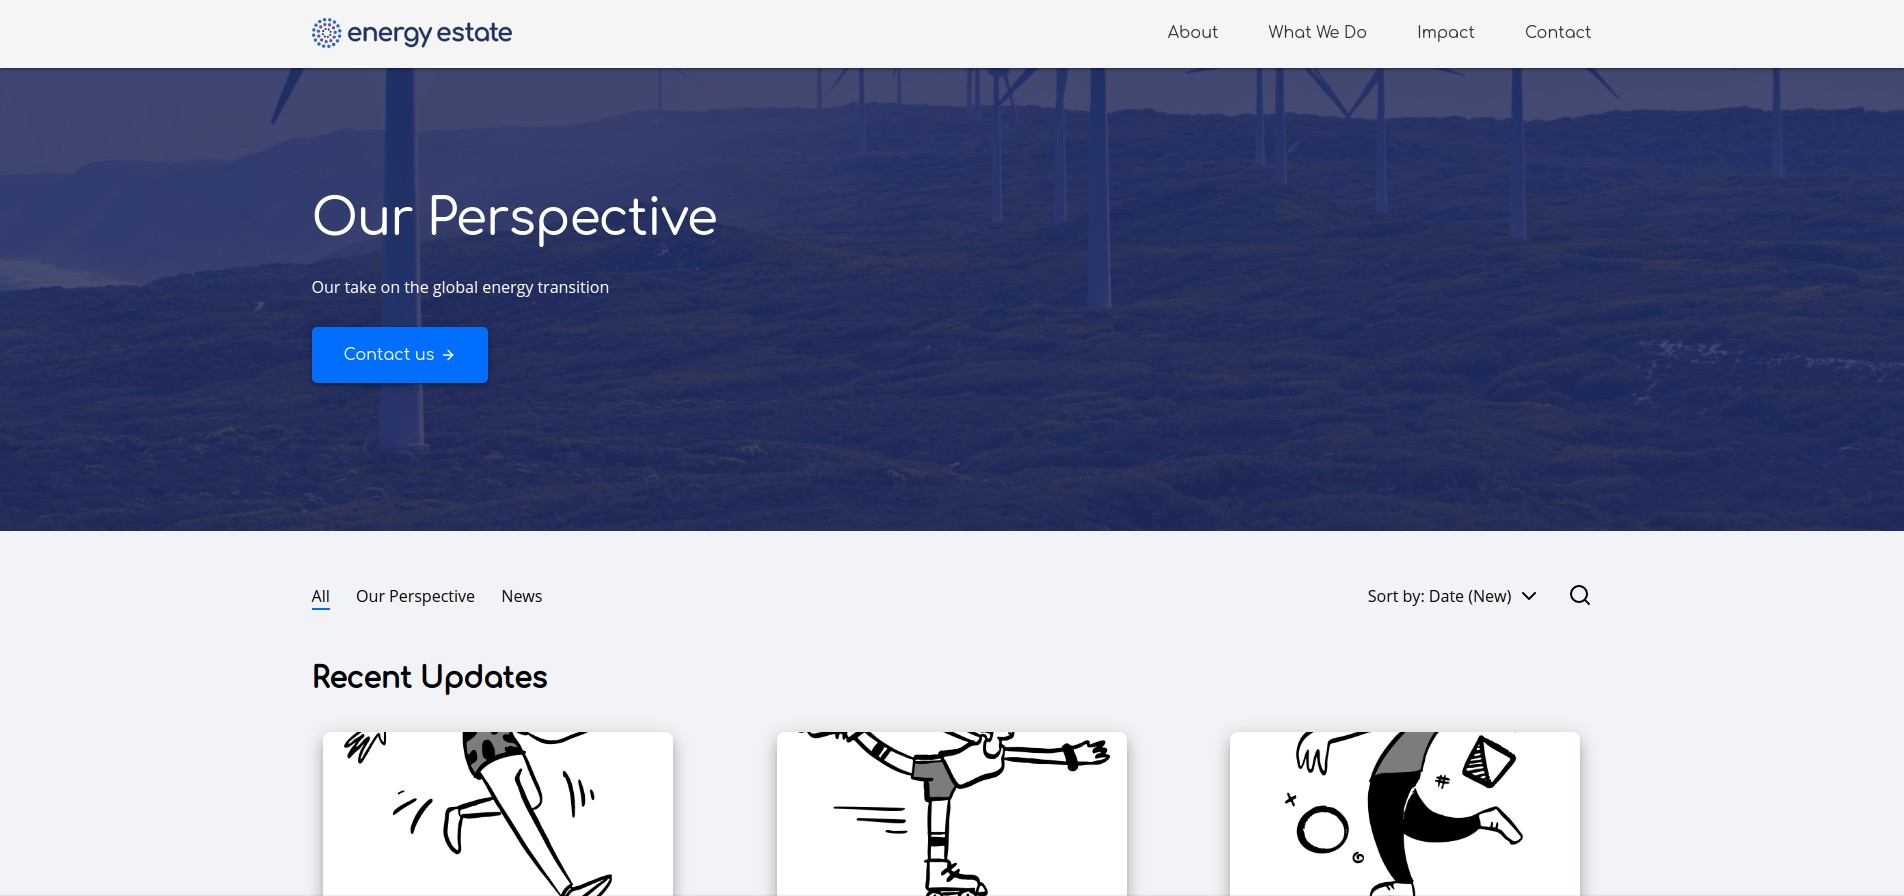 energy estate
About What We Do Impact Contact
Our Perspective
Our take on the global energy transition
Contact us →
All Our Perspective News
Sort by: Date (New)
Recent Updates